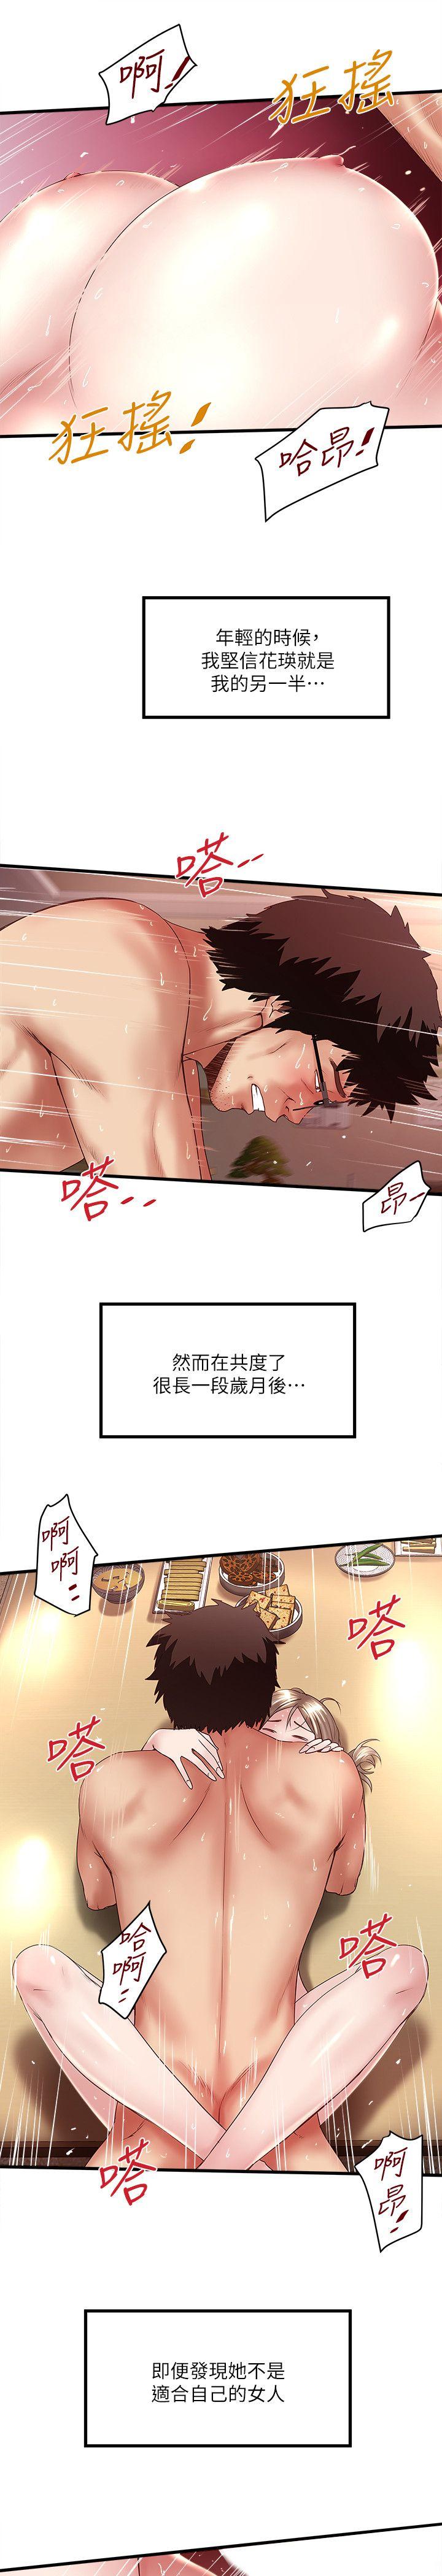 啊!
狂搖
狂搖!
哈昂!
年輕的時候，
我堅信花瑛就是
我的另一半…
嗒--
嗒--
昂-
然而在共度了
很長一段歲月後…
啊
啊!!
嗒
嗒
哈
啊!!
嗒
嗒
啊
昂!
即便發現她不是
適合自己的女人